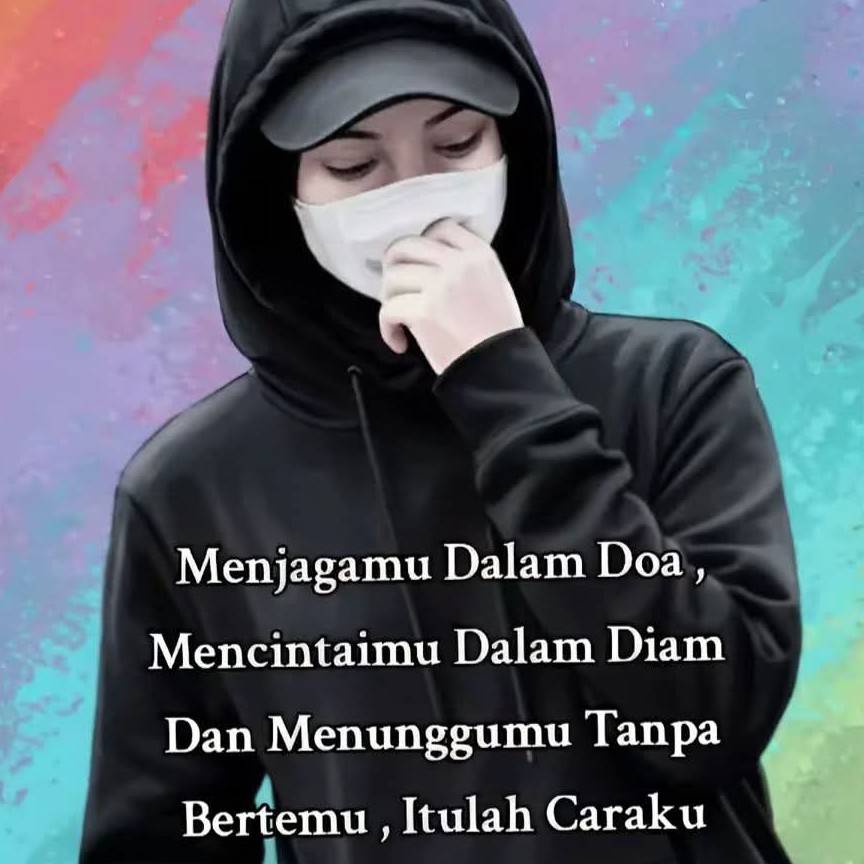 Menjagamu Dalam Doa ,
Mencintaimu Dalam Diam
Dan Menunggumu Tanpa
Bertemu , Itulah Caraku